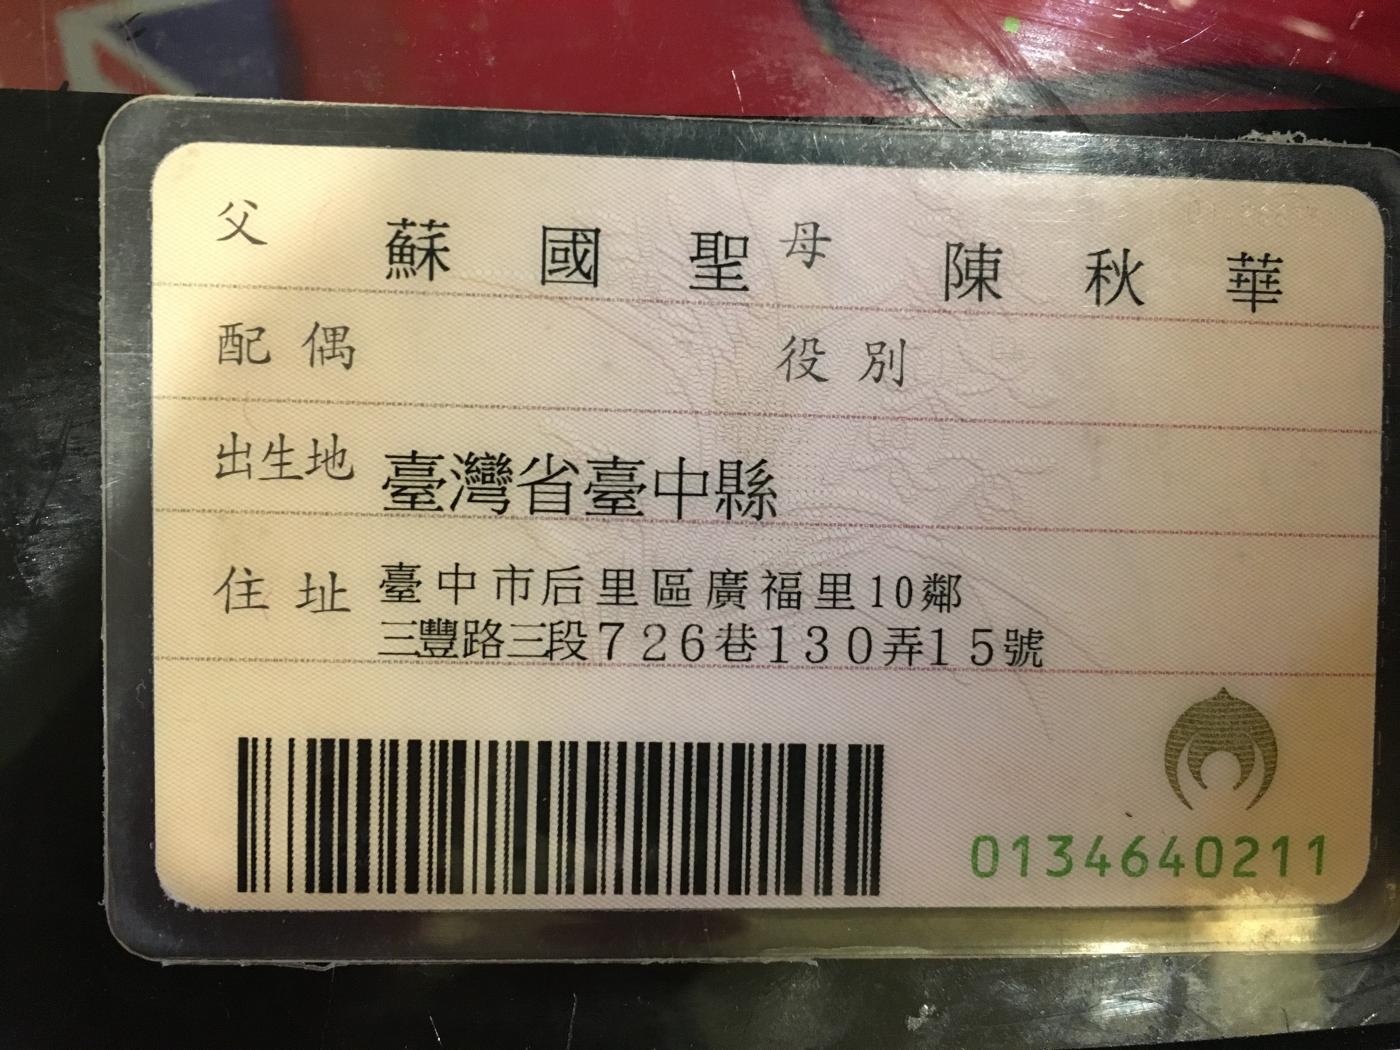 父 蘇國聖 母 陳秋華
配偶 役別
出生地 臺灣省臺中縣
住址 臺中市后里區廣福里10鄰
三豐路三段726巷130弄15號
0134640211